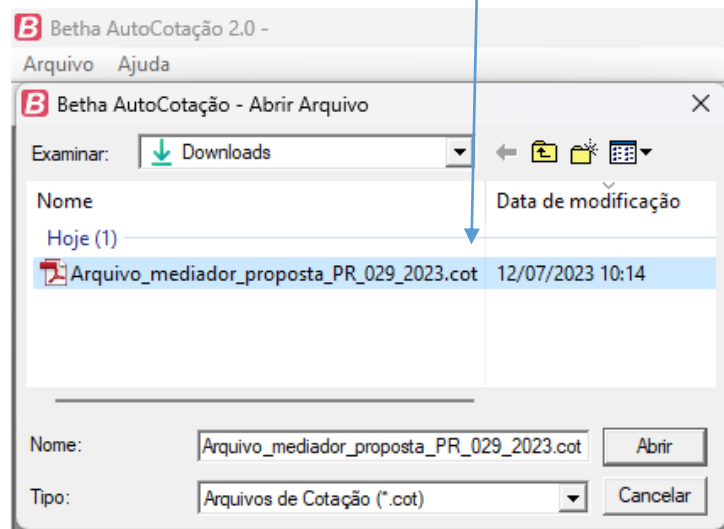 B Betha AutoCotação 2.0 -
Arquivo Ajuda
B Betha AutoCotação - Abrir Arquivo
Examinar: Downloads
Nome Data de modificação
Hoje (1)
Arquivo_mediador_proposta_PR_029_2023.cot 12/07/2023 10:14
Nome: Arquivo_mediador_proposta_PR_029_2023.cot Abrir
Tipo: Arquivos de Cotação (*.cot) Cancelar